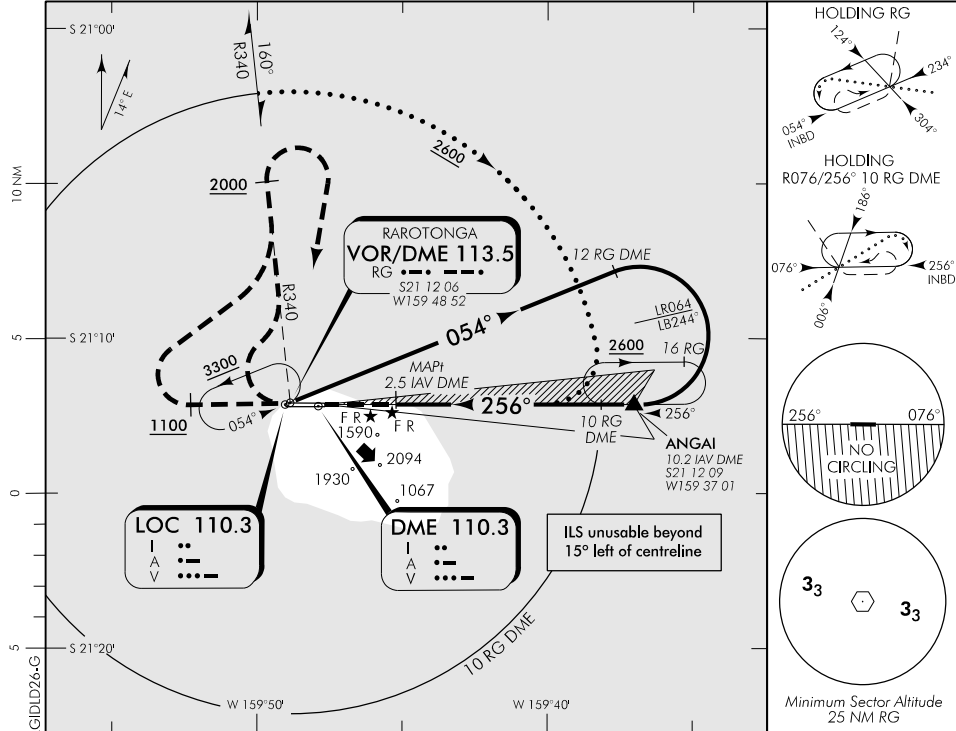 S 21°00'
160°
R340
14° E
2600
2000
10 NM
RAROTONGA
VOR/DME 113.5
RG
S21 12 06
W159 48 52
12 RG DME
R340
054°
LR064
LB244°
S 21°10'
5
3300
MAPt
2.5 IAV DME
2600
16 RG
1100
054°
256°
256°
F R
F R
10 RG
DME
ANGAI
10.2 IAV DME
S21 12 09
W159 37 01
1590
2094
1930
1067
0
LOC 110.3
I
A
V
DME 110.3
I
A
V
ILS unusable beyond
15° left of centreline
10 RG DME
5
S 21°20'
W 159°50'
W 159°40'
GIDLD26-G
HOLDING RG
124°
234°
054°
INBD
304°
HOLDING
R076/256° 10 RG DME
186°
076°
256°
INBD
006°
256°
076°
NO
CIRCLING
3₃
3₃
Minimum Sector Altitude
25 NM RG